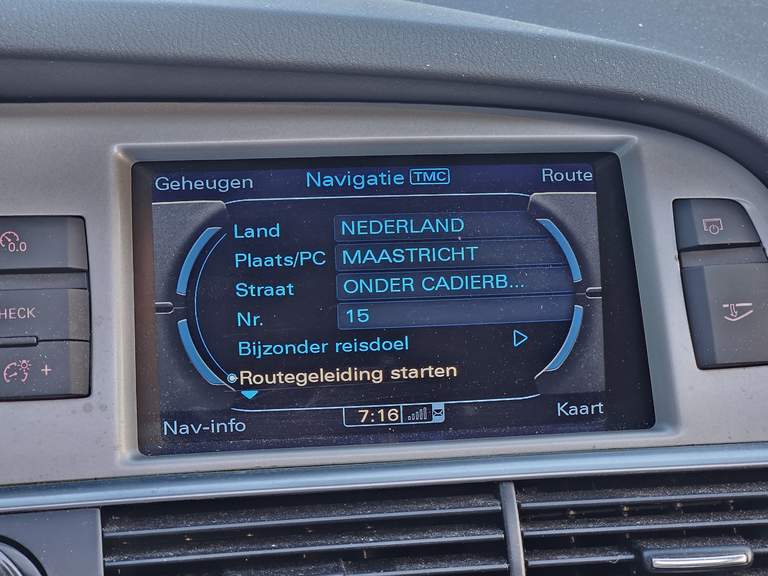 Geheugen Navigatie TMC Route
Land NEDERLAND
Plaats/PC MAASTRICHT
Straat ONDER CADIERB...
Nr. 15
Bijzonder reisdoel
Routegeleiding starten
Nav-info 7:16 Kaart
0.0
HECK
+